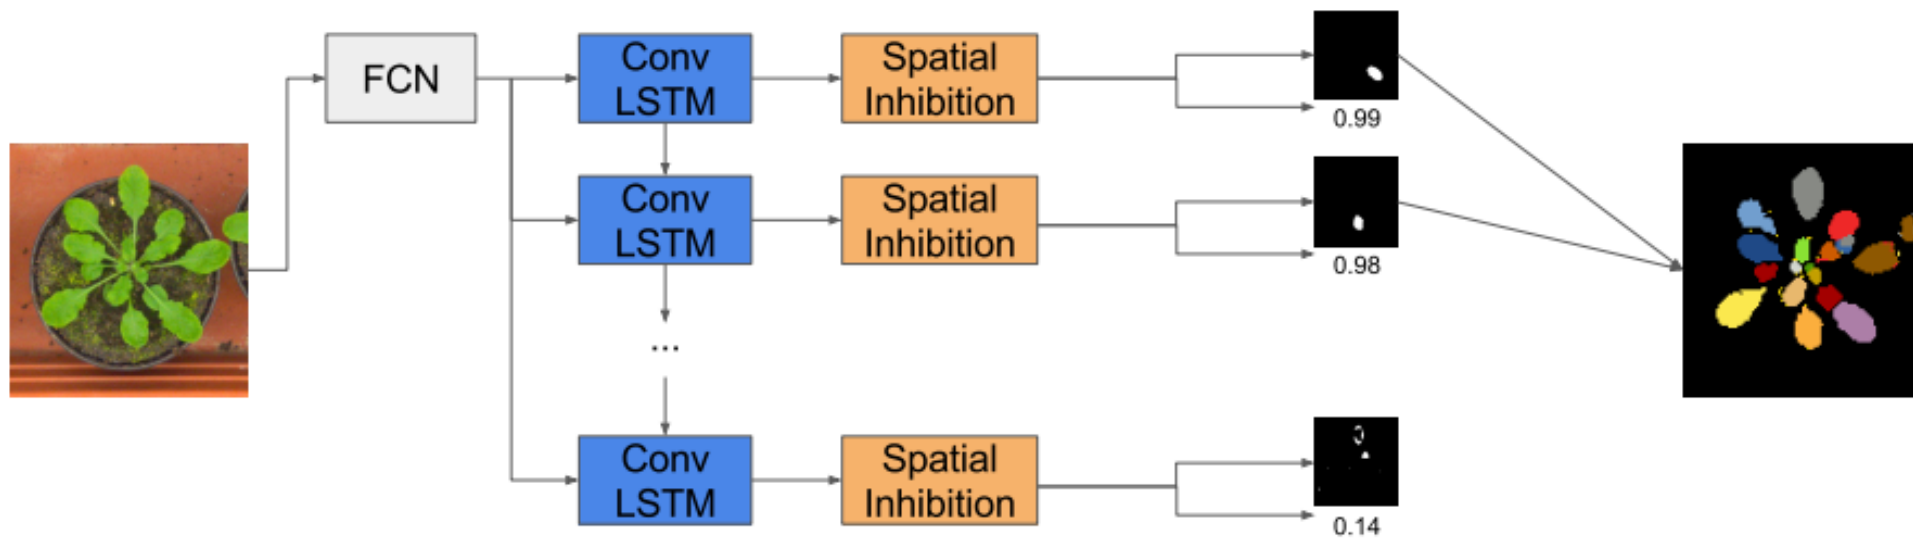 FCN
Conv
LSTM
Spatial
Inhibition
0.99
Conv
LSTM
Spatial
Inhibition
0.98
...
Conv
LSTM
Spatial
Inhibition
0.14